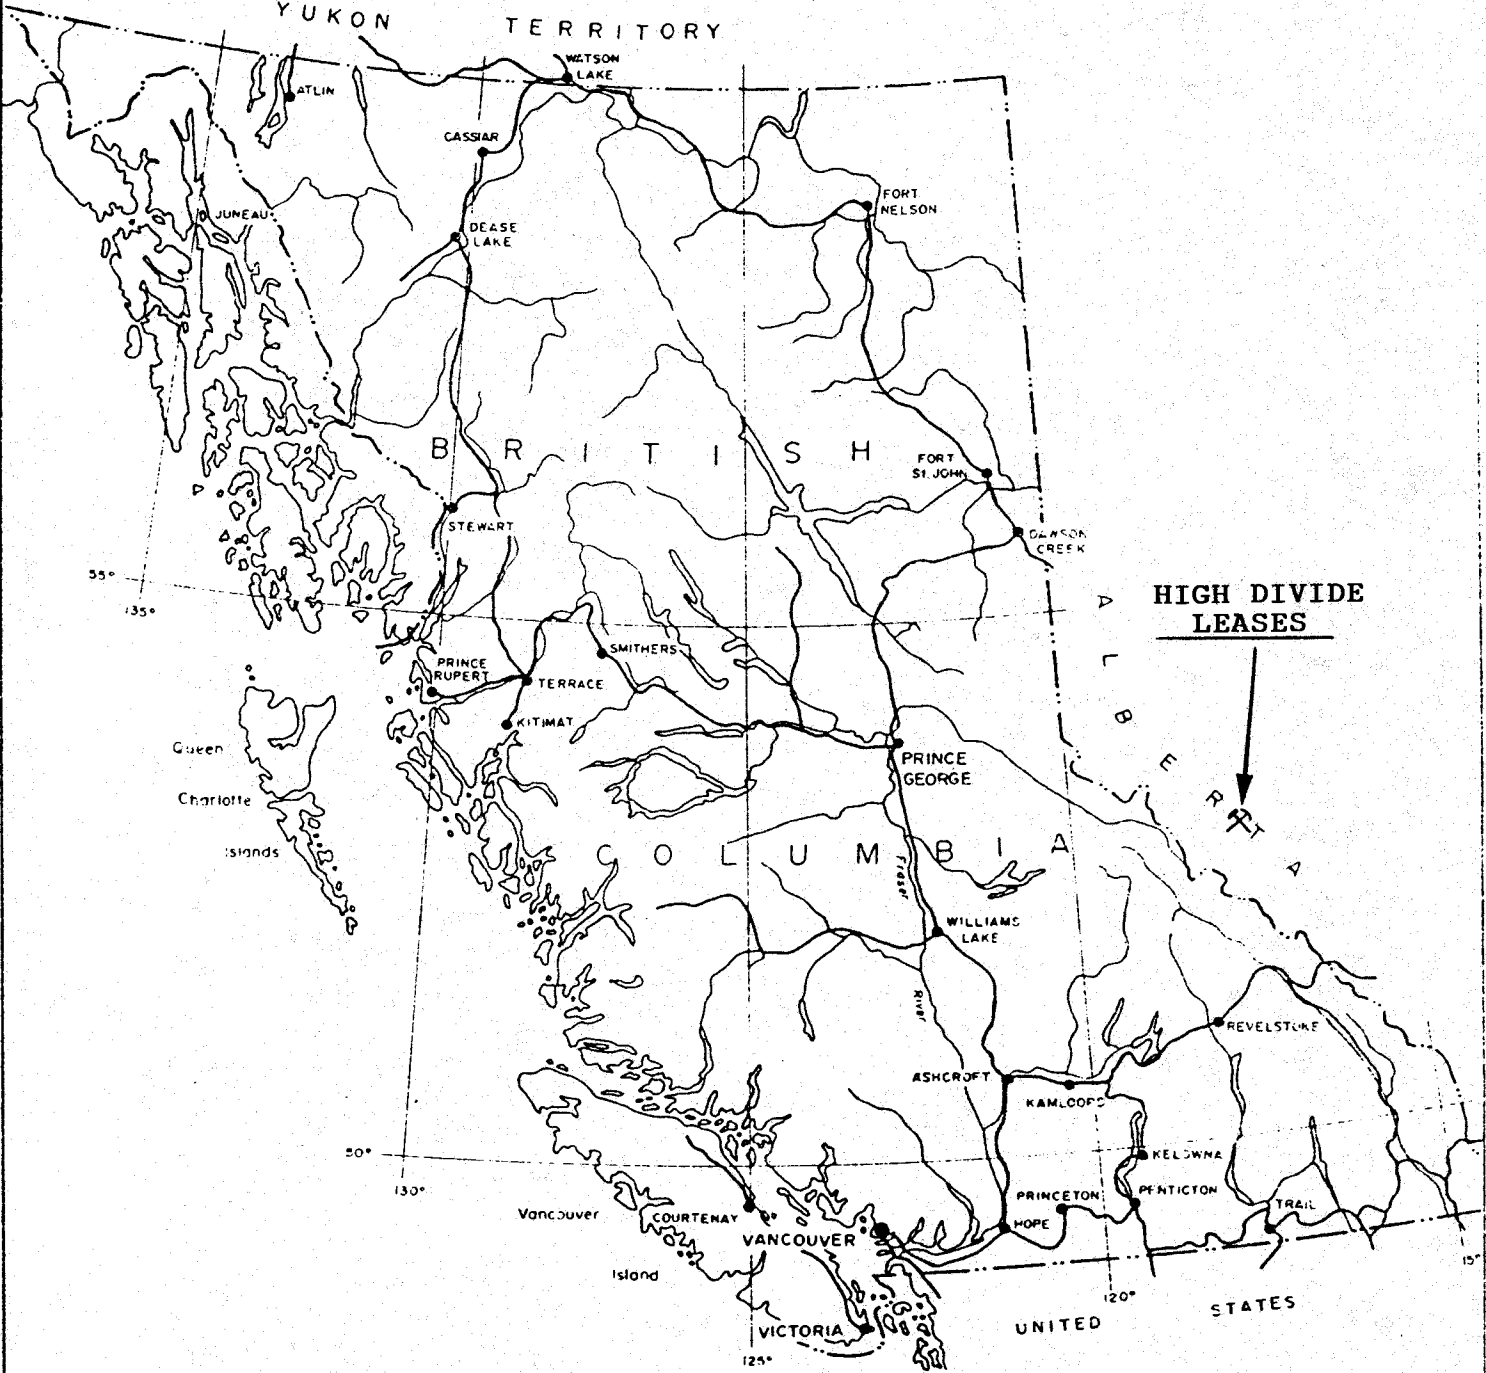 YUKON TERRITORY
WATSON
LAKE
ATLIN
CASSIAR
FORT
NELSON
JUNEAU
DEASE
LAKE
BRITISH
FORT
ST. JOHN
STEWART
DAWSON
CREEK
55°
135°
HIGH DIVIDE
LEASES
ALBERTA
SMITHERS
PRINCE
RUPERT
TERRACE
KITIMAT
Queen
Charlotte
Islands
PRINCE
GEORGE
COLUMBIA
Fraser
River
WILLIAMS
LAKE
REVELSTOKE
ASHCROFT
KAMLOOPS
50°
130°
KELOWNA
PENTICTON
PRINCETON
TRAIL
HOPE
Vancouver
Island
COURTENAY
VANCOUVER
VICTORIA
125°
120°
15°
UNITED STATES